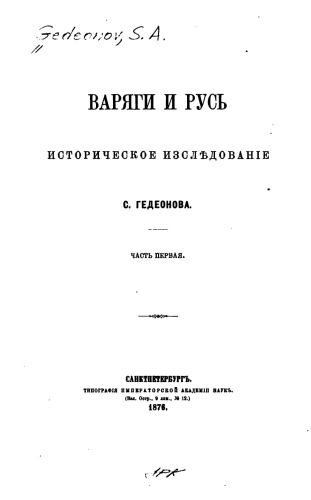 Gedeonov, S. A.
ВАРЯГИ И РУСЬ
ИСТОРИЧЕСКОЕ ИЗСЛѢДОВАНІЕ
С. ГЕДЕОНОВА.
ЧАСТЬ ПЕРВАЯ.
САНКТПЕТЕРБУРГЪ.
ТИПОГРАФІЯ ИМПЕРАТОРСКОЙ АКАДЕМІИ НАУКЪ.
(Вас. Остр., 9 лин., № 12.)
1876.